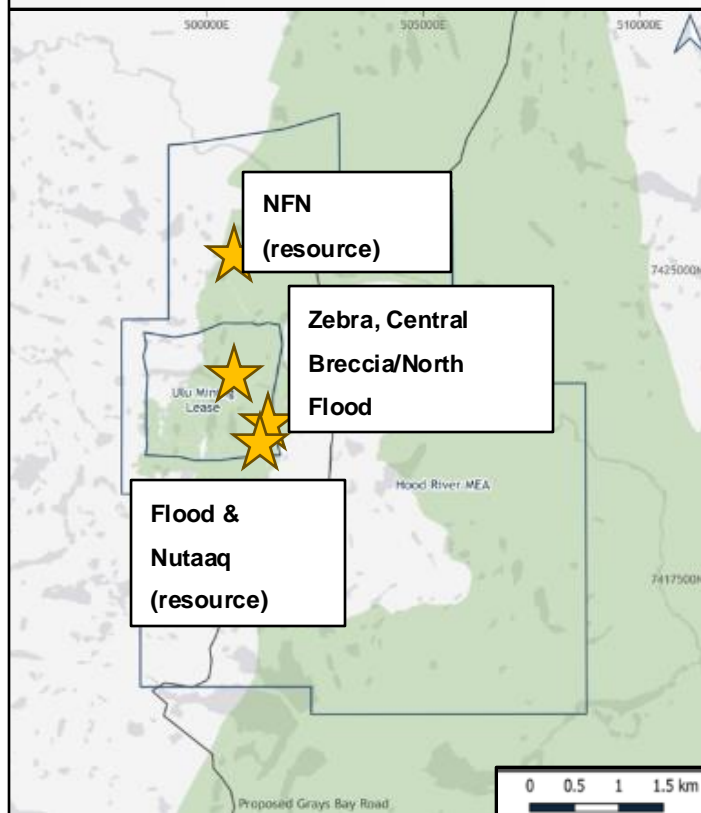 500000E 505000E 510000E
NFN
(resource)
7425000N
Zebra, Central
Breccia/North
Flood
Ulu Mining
Lease
Hood River MEA
Flood &
Nutaaq
(resource)
7417500N
0 0.5 1 1.5 km
Proposed Grays Bay Road